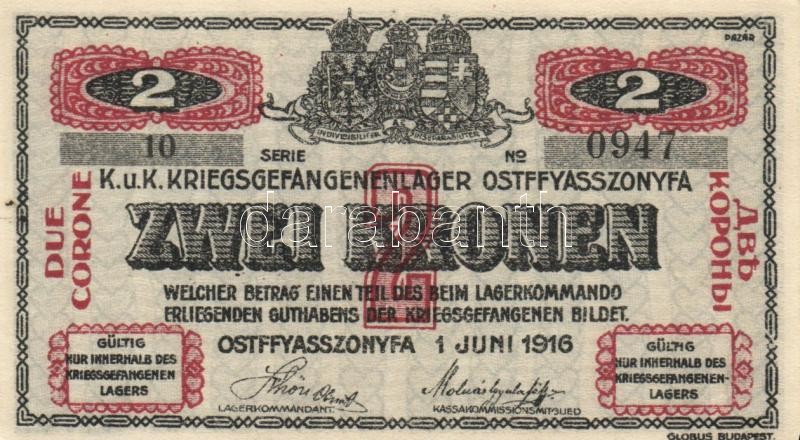 PAZÁR
2
2
INDIVISIBILITER AC INSEPARABILITER
10
SERIE
No
0947
K.u.K. KRIEGSGEFANGENENLAGER OSTFFYASSZONYFA
DUE
CORONE
ZWEI KRONEN
2
ДВѢ
КОРОНЫ
darabanth
WELCHER BETRAG EINEN TEIL DES BEIM LAGERKOMMANDO
ERLIEGENDEN GUTHABENS DER KRIEGSGEFANGENEN BILDET.
OSTFFYASSZONYFA 1 JUNI 1916
GÜLTIG
NUR INNERHALB DES
KRIEGSGEFANGENEN
LAGERS
GÜLTIG
NUR INNERHALB DES
KRIEGSGEFANGENEN-
LAGERS
LAGERKOMMANDANT.
KASSAKOMMISSIONSMITGLIED
GLOBUS BUDAPEST.